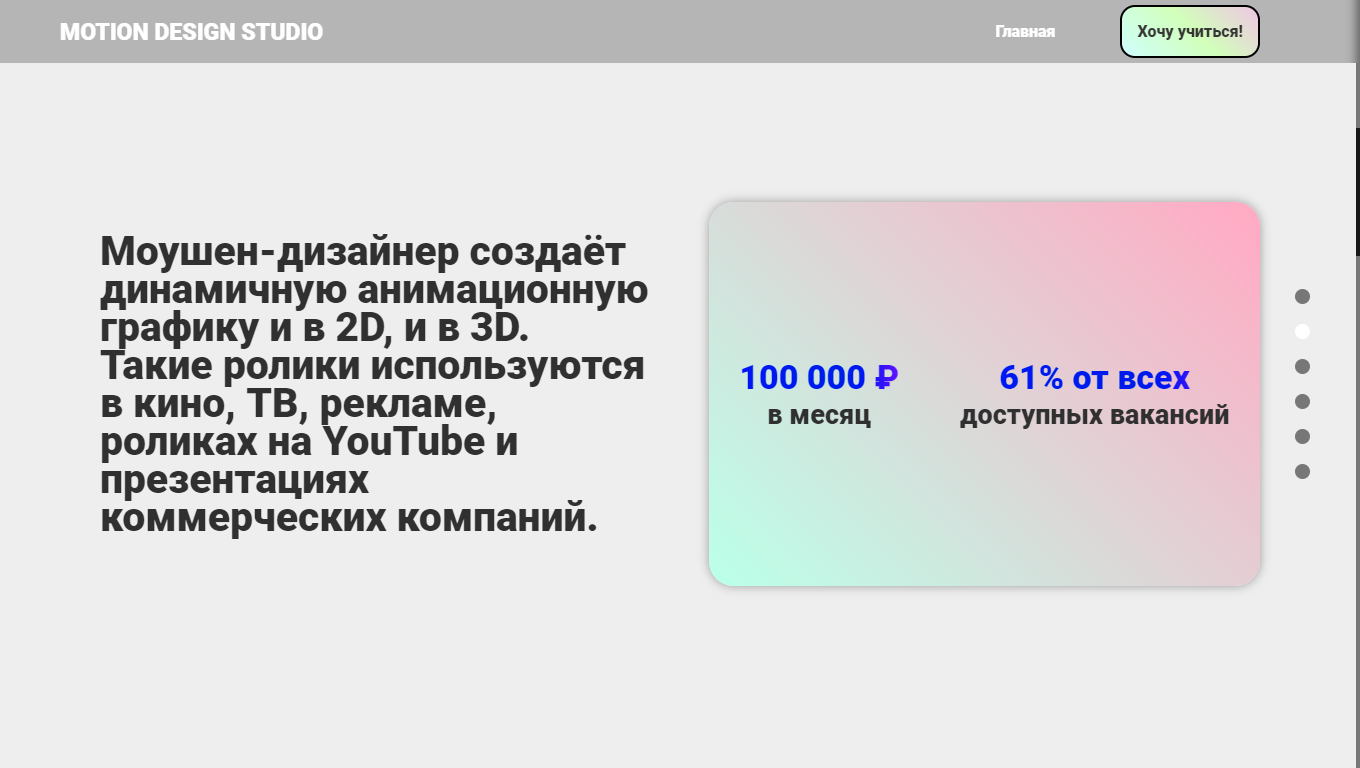 MOTION DESIGN STUDIO
Главная
Хочу учиться!
Моушен-дизайнер создаёт
динамичную анимационную
графику и в 2D, и в 3D.
Такие ролики используются
в кино, ТВ, рекламе,
роликах на YouTube и
презентациях
коммерческих компаний.
100 000 ₽
в месяц
61% от всех
доступных вакансий